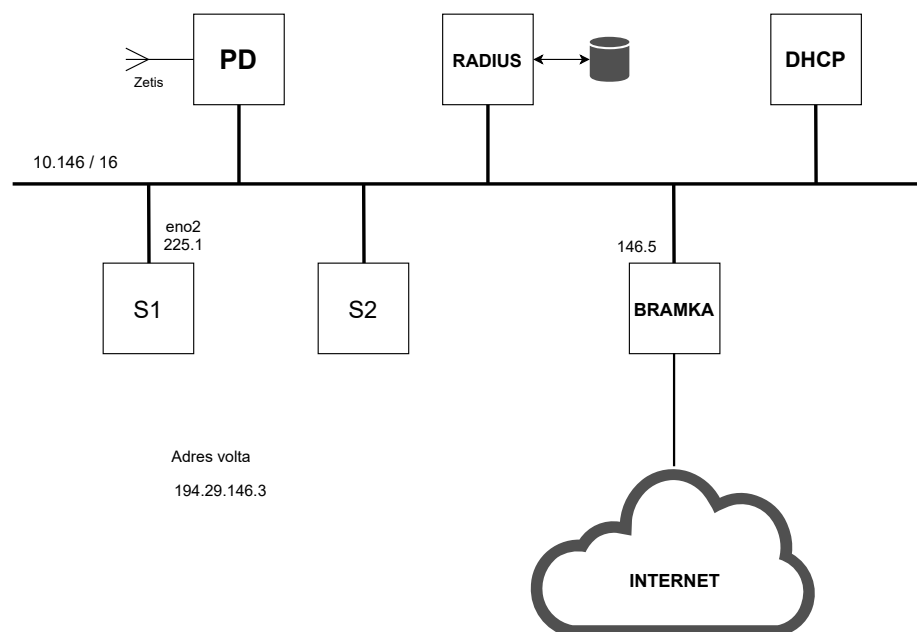 PD
RADIUS
DHCP
Zetis
10.146 / 16
eno2
225.1
146.5
S1
S2
BRAMKA
Adres volta
194.29.146.3
INTERNET